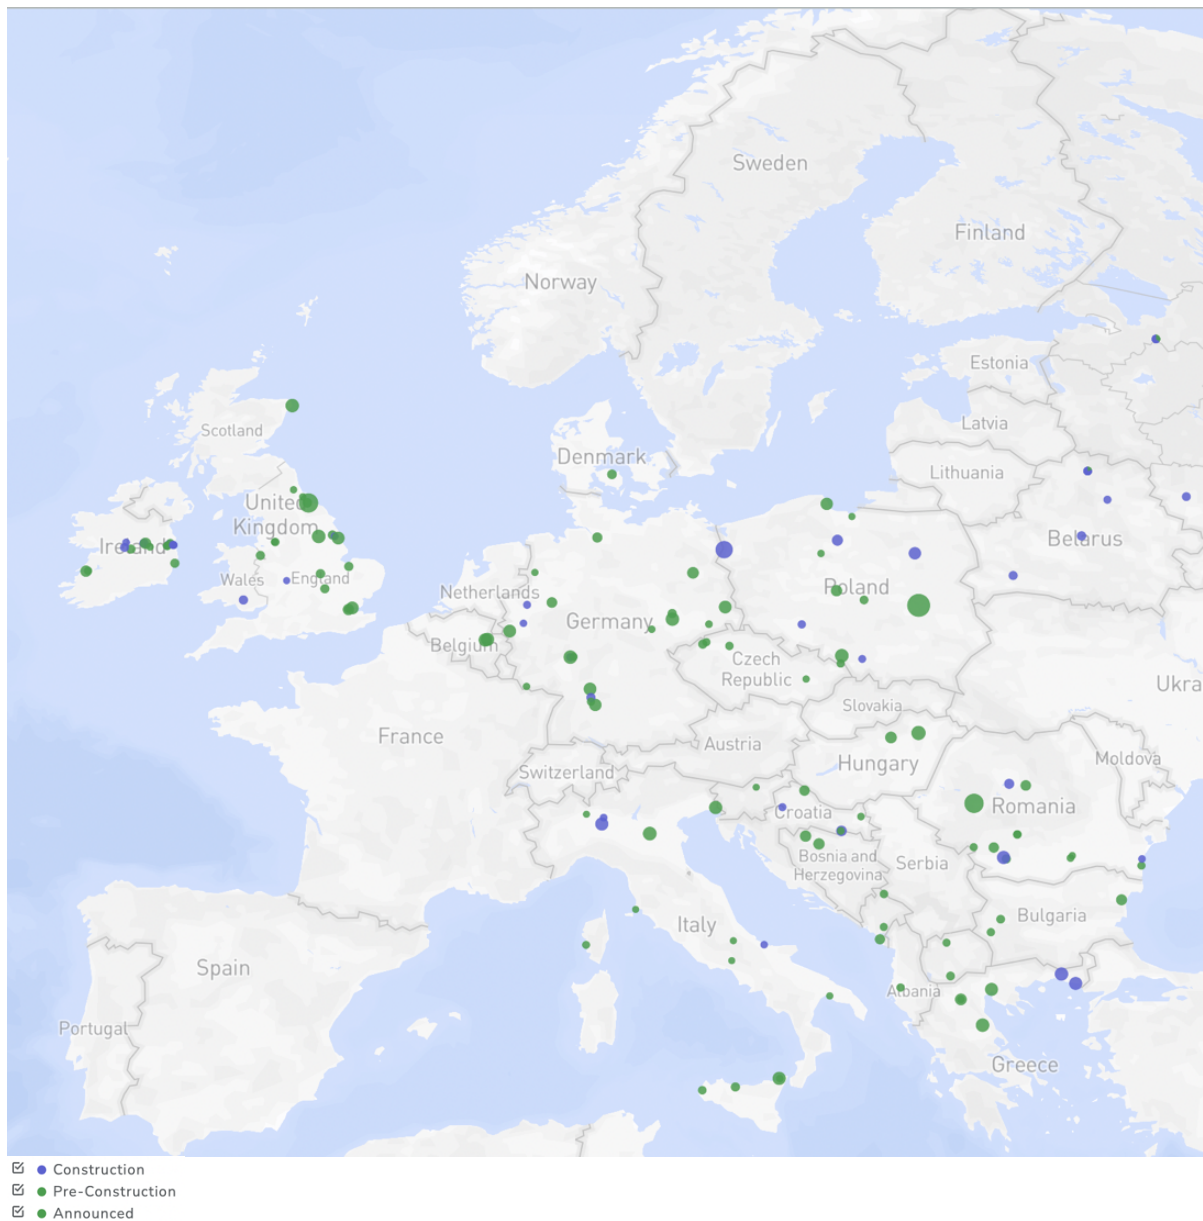 Sweden
Finland
Norway
Estonia
Scotland
Latvia
Denmark
Lithuania
United
Kingdom
Ireland
Belarus
Wales
England
Netherlands
Poland
Germany
Belgium
Czech
Republic
Ukra
Slovakia
France
Austria
Moldova
Switzerland
Hungary
Croatia
Romania
Bosnia and
Herzegovina
Serbia
Italy
Bulgaria
Spain
Albania
Portugal
Greece
Construction
Pre-Construction
Announced